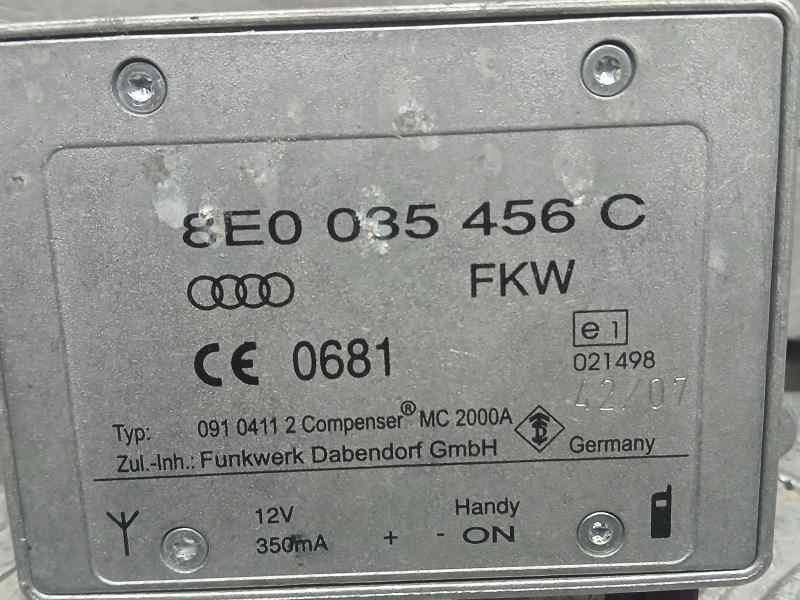 8E0 035 456 C
FKW
CE 0681
e1
021498
42/07
Typ: 091 0411 2 Compenser® MC 2000A
Zul.-Inh.: Funkwerk Dabendorf GmbH Germany
12V
350mA + -
Handy
ON